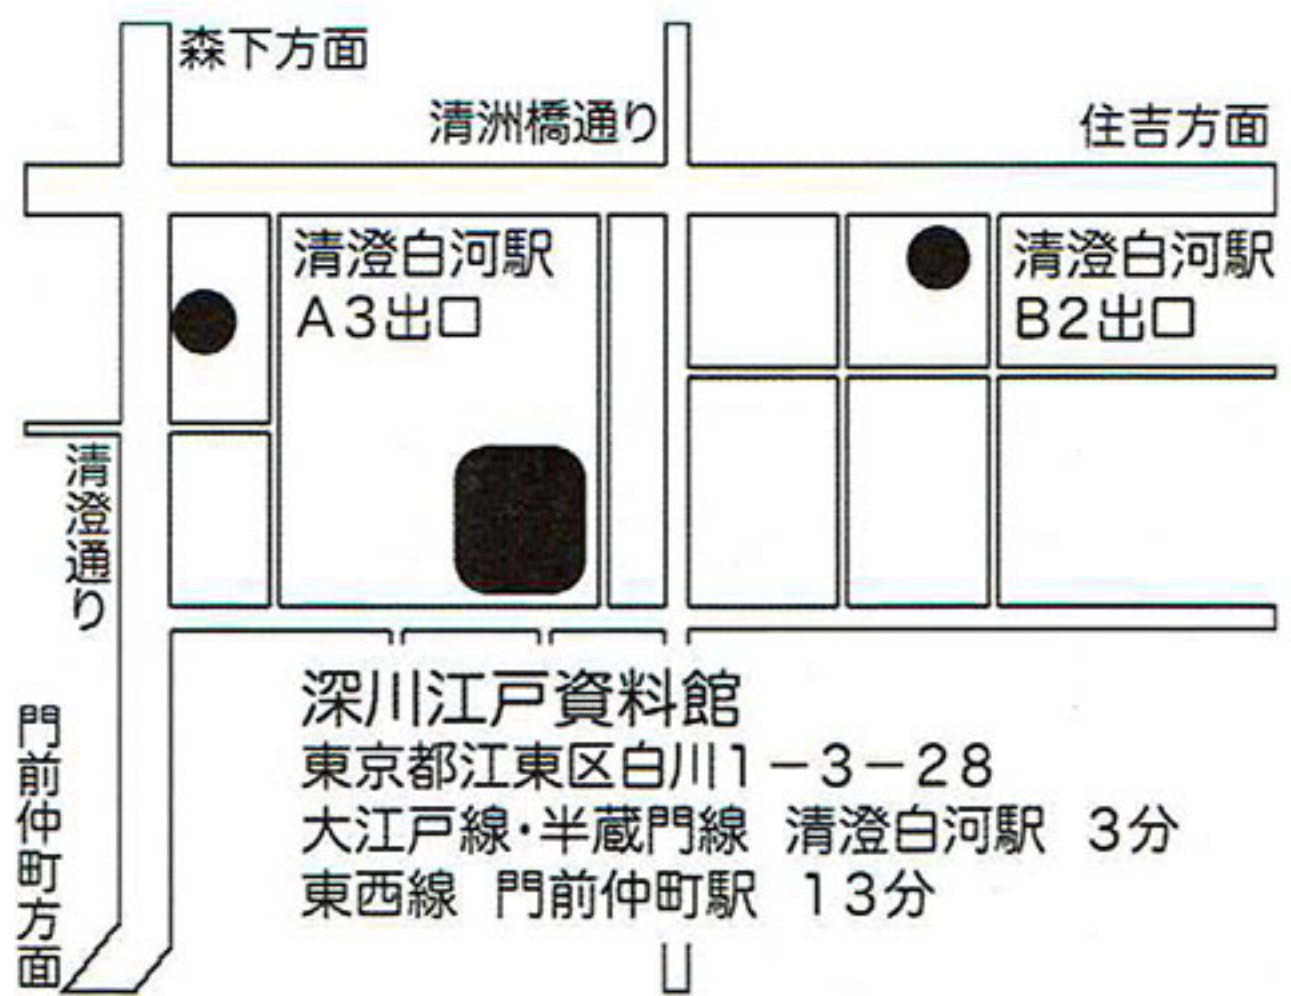 森下方面
清洲橋通り
住吉方面
清澄白河駅
A3出口
清澄白河駅
B2出口
清澄通り
門前仲町方面
深川江戸資料館
東京都江東区白川1－3－28
大江戸線・半蔵門線 清澄白河駅 3分
東西線 門前仲町駅 13分